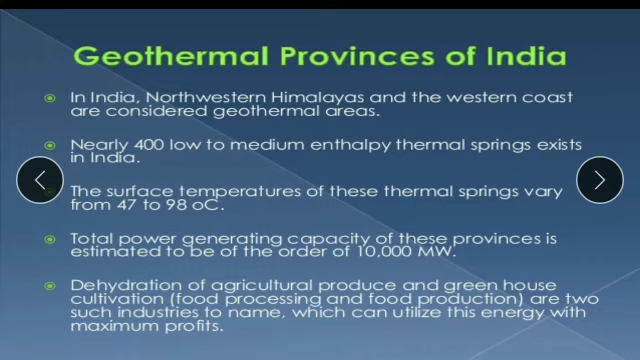 Geothermal Provinces of India
In India, Northwestern Himalayas and the western coast
are considered geothermal areas.
Nearly 400 low to medium enthalpy thermal springs exists
in India.
The surface temperatures of these thermal springs vary
from 47 to 98 oC.
Total power generating capacity of these provinces is
estimated to be of the order of 10,000 MW.
Dehydration of agricultural produce and green house
cultivation (food processing and food production) are two
such industries to name, which can utilize this energy with
maximum profits.